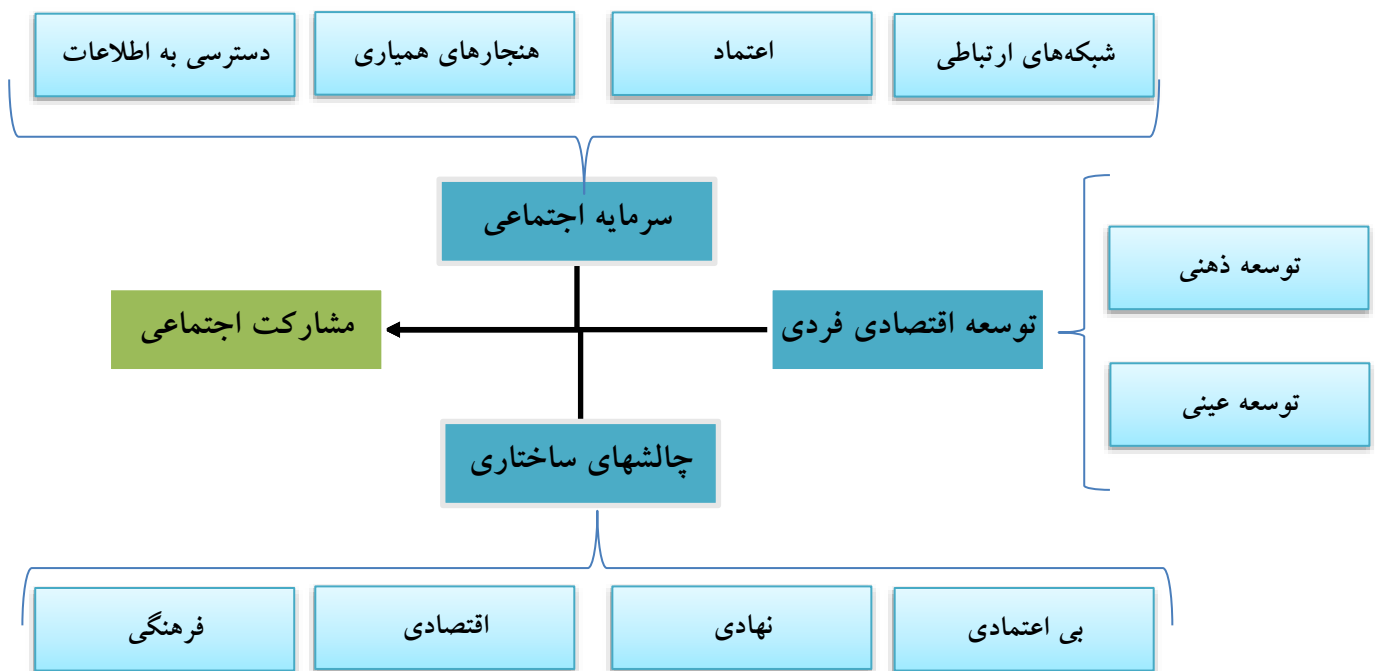 شبکه‌های ارتباطی
اعتماد
هنجارهای همیاری
دسترسی به اطلاعات
سرمایه اجتماعی
توسعه ذهنی
توسعه اقتصادی فردی
مشارکت اجتماعی
توسعه عینی
چالشهای ساختاری
بی اعتمادی
نهادی
اقتصادی
فرهنگی